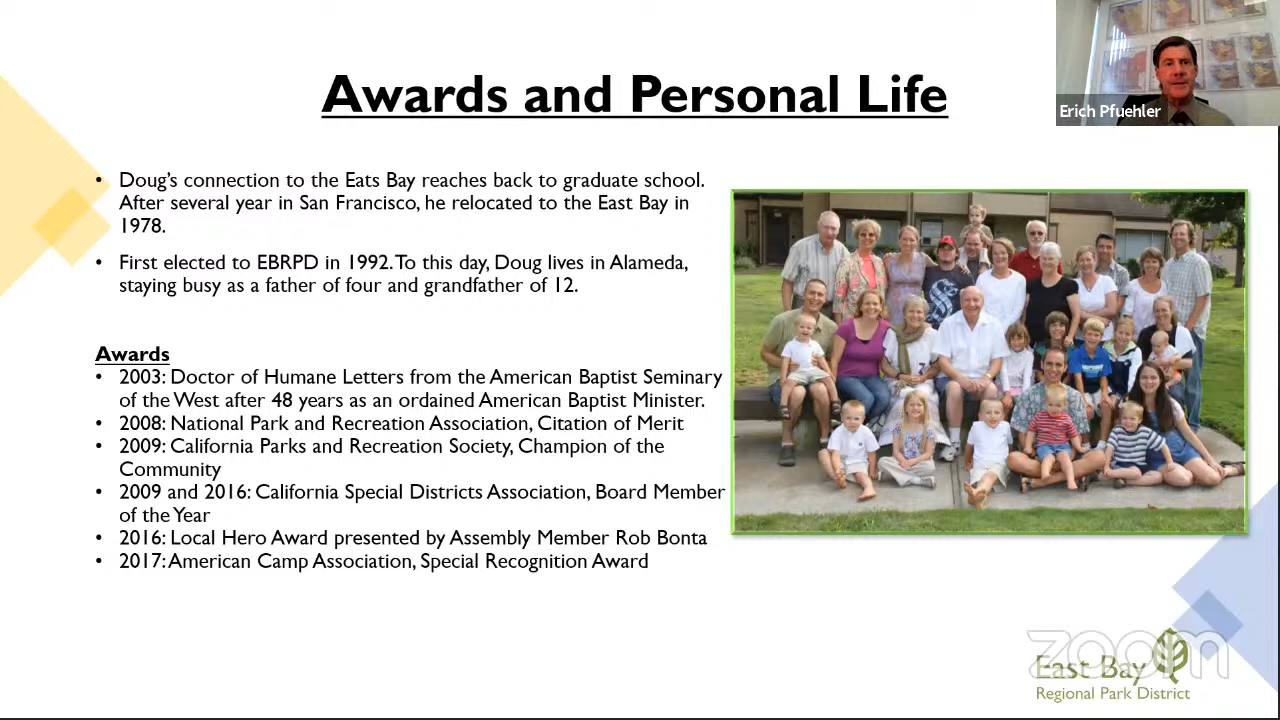 Awards and Personal Life
Erich Pfuehler
• Doug's connection to the Eats Bay reaches back to graduate school.
After several year in San Francisco, he relocated to the East Bay in
1978.
• First elected to EBRPD in 1992. To this day, Doug lives in Alameda,
staying busy as a father of four and grandfather of 12.
Awards
• 2003: Doctor of Humane Letters from the American Baptist Seminary
of the West after 48 years as an ordained American Baptist Minister.
• 2008: National Park and Recreation Association, Citation of Merit
• 2009: California Parks and Recreation Society, Champion of the
Community
• 2009 and 2016: California Special Districts Association, Board Member
of the Year
• 2016: Local Hero Award presented by Assembly Member Rob Bonta
• 2017: American Camp Association, Special Recognition Award
zoom
East Bay
Regional Park District